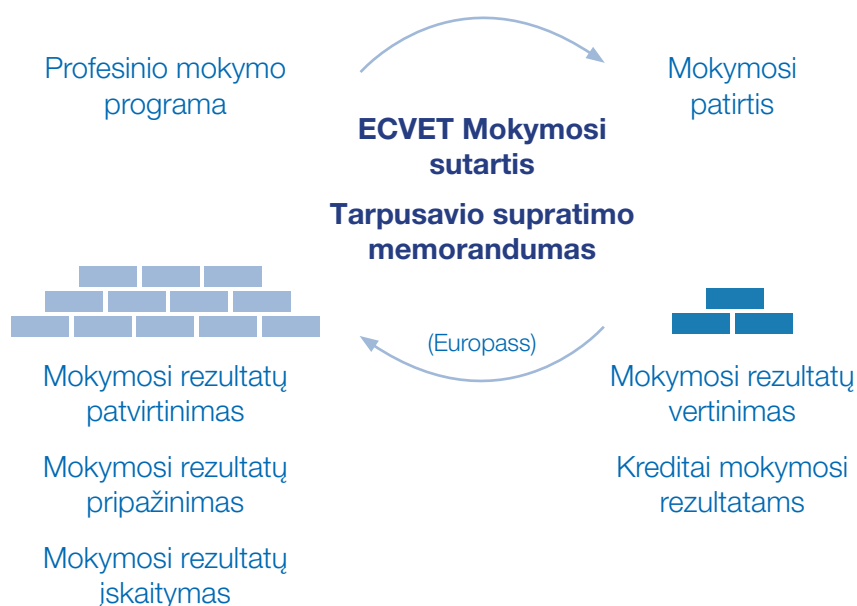 Profesinio mokymo
programa
Mokymosi
patirtis
ECVET Mokymosi
sutartis
Tarpusavio supratimo
memorandumas
(Europass)
Mokymosi rezultatų
patvirtinimas
Mokymosi rezultatų
pripažinimas
Mokymosi rezultatų
įskaitymas
Mokymosi rezultatų
vertinimas
Kreditai mokymosi
rezultatams